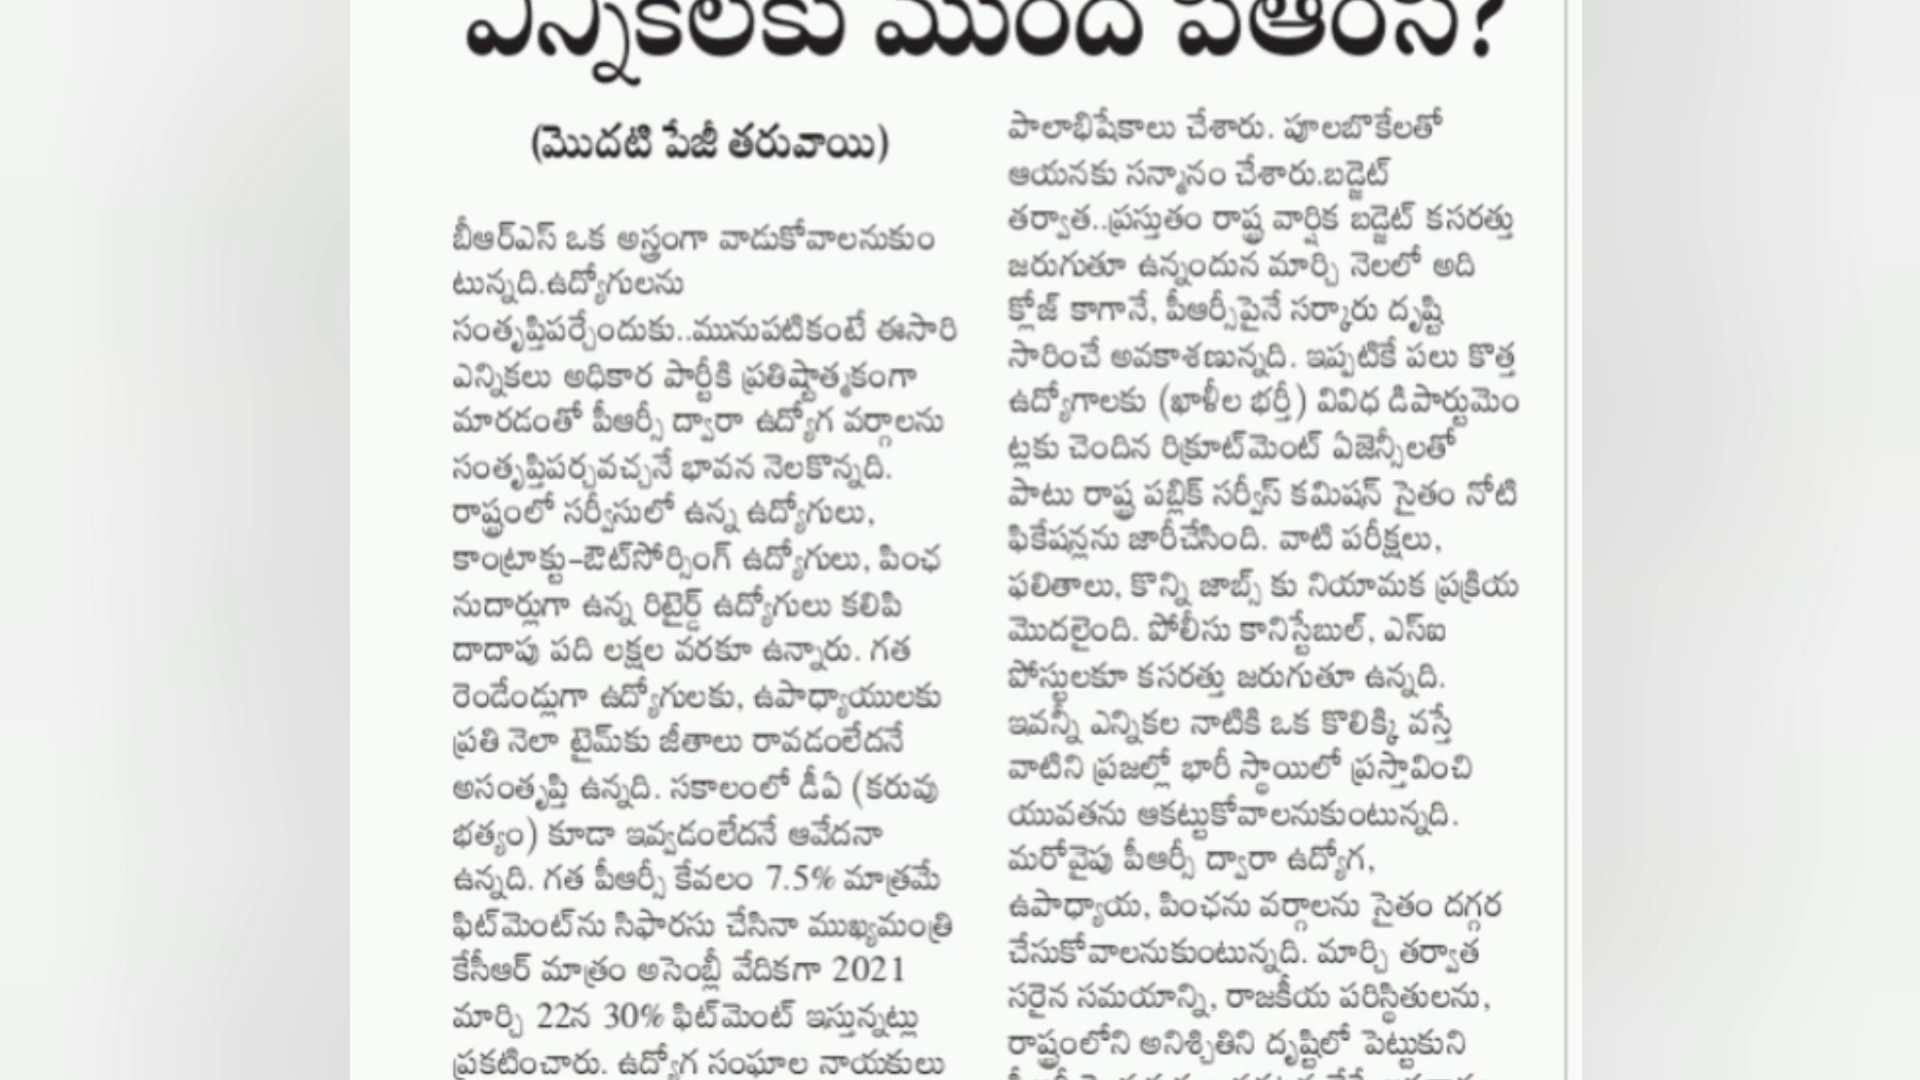 ఎన్నికలకు ముందే పీఆర్సీ?
(మొదటి పేజీ తరువాయి)
బీఆర్ఎస్ ఒక అస్త్రంగా వాడుకోవాలనుకుం
టున్నది.ఉద్యోగులను
సంతృప్తిపర్చేందుకు..మునుపటికంటే ఈసారి
ఎన్నికలు అధికార పార్టీకి ప్రతిష్టాత్మకంగా
మారడంతో పీఆర్సీ ద్వారా ఉద్యోగ వర్గాలను
సంతృప్తిపర్చవచ్చనే భావన నెలకొన్నది.
రాష్ట్రంలో సర్వీసులో ఉన్న ఉద్యోగులు,
కాంట్రాక్టు-ఔట్‌సోర్సింగ్ ఉద్యోగులు, పింఛ
నుదార్లుగా ఉన్న రిటైర్డ్ ఉద్యోగులు కలిపి
దాదాపు పది లక్షల వరకూ ఉన్నారు. గత
రెండేండ్లుగా ఉద్యోగులకు, ఉపాధ్యాయులకు
ప్రతి నెలా టైమ్‌కు జీతాలు రావడంలేదనే
అసంతృప్తి ఉన్నది. సకాలంలో డీఏ (కరువు
భత్యం) కూడా ఇవ్వడంలేదనే ఆవేదనా
ఉన్నది. గత పీఆర్సీ కేవలం 7.5% మాత్రమే
ఫిట్‌మెంట్‌ను సిఫారసు చేసినా ముఖ్యమంత్రి
కేసీఆర్ మాత్రం అసెంబ్లీ వేదికగా 2021
మార్చి 22న 30% ఫిట్‌మెంట్ ఇస్తున్నట్లు
ప్రకటించారు. ఉద్యోగ సంఘాల నాయకులు
పాలాభిషేకాలు చేశారు. పూలబొకేలతో
ఆయనకు సన్మానం చేశారు.బడ్జెట్
తర్వాత..ప్రస్తుతం రాష్ట్ర వార్షిక బడ్జెట్ కసరత్తు
జరుగుతూ ఉన్నందున మార్చి నెలలో అది
క్లోజ్ కాగానే, పీఆర్సీపైనే సర్కారు దృష్టి
సారించే అవకాశమున్నది. ఇప్పటికే పలు కొత్త
ఉద్యోగాలకు (ఖాళీల భర్తీ) వివిధ డిపార్టుమెం
ట్లకు చెందిన రిక్రూట్‌మెంట్ ఏజెన్సీలతో
పాటు రాష్ట్ర పబ్లిక్ సర్వీస్ కమిషన్ సైతం నోటి
ఫికేషన్లను జారీచేసింది. వాటి పరీక్షలు,
ఫలితాలు, కొన్ని జాబ్స్ కు నియామక ప్రక్రియ
మొదలైంది. పోలీసు కానిస్టేబుల్, ఎస్ఐ
పోస్టులకూ కసరత్తు జరుగుతూ ఉన్నది.
ఇవన్నీ ఎన్నికల నాటికి ఒక కొలిక్కి వస్తే
వాటిని ప్రజల్లో భారీ స్థాయిలో ప్రస్తావించి
యువతను ఆకట్టుకోవాలనుకుంటున్నది.
మరోవైపు పీఆర్సీ ద్వారా ఉద్యోగ,
ఉపాధ్యాయ, పింఛను వర్గాలను సైతం దగ్గర
చేసుకోవాలనుకుంటున్నది. మార్చి తర్వాత
సరైన సమయాన్ని, రాజకీయ పరిస్థితులను,
రాష్ట్రంలోని అనిశ్చితిని దృష్టిలో పెట్టుకుని